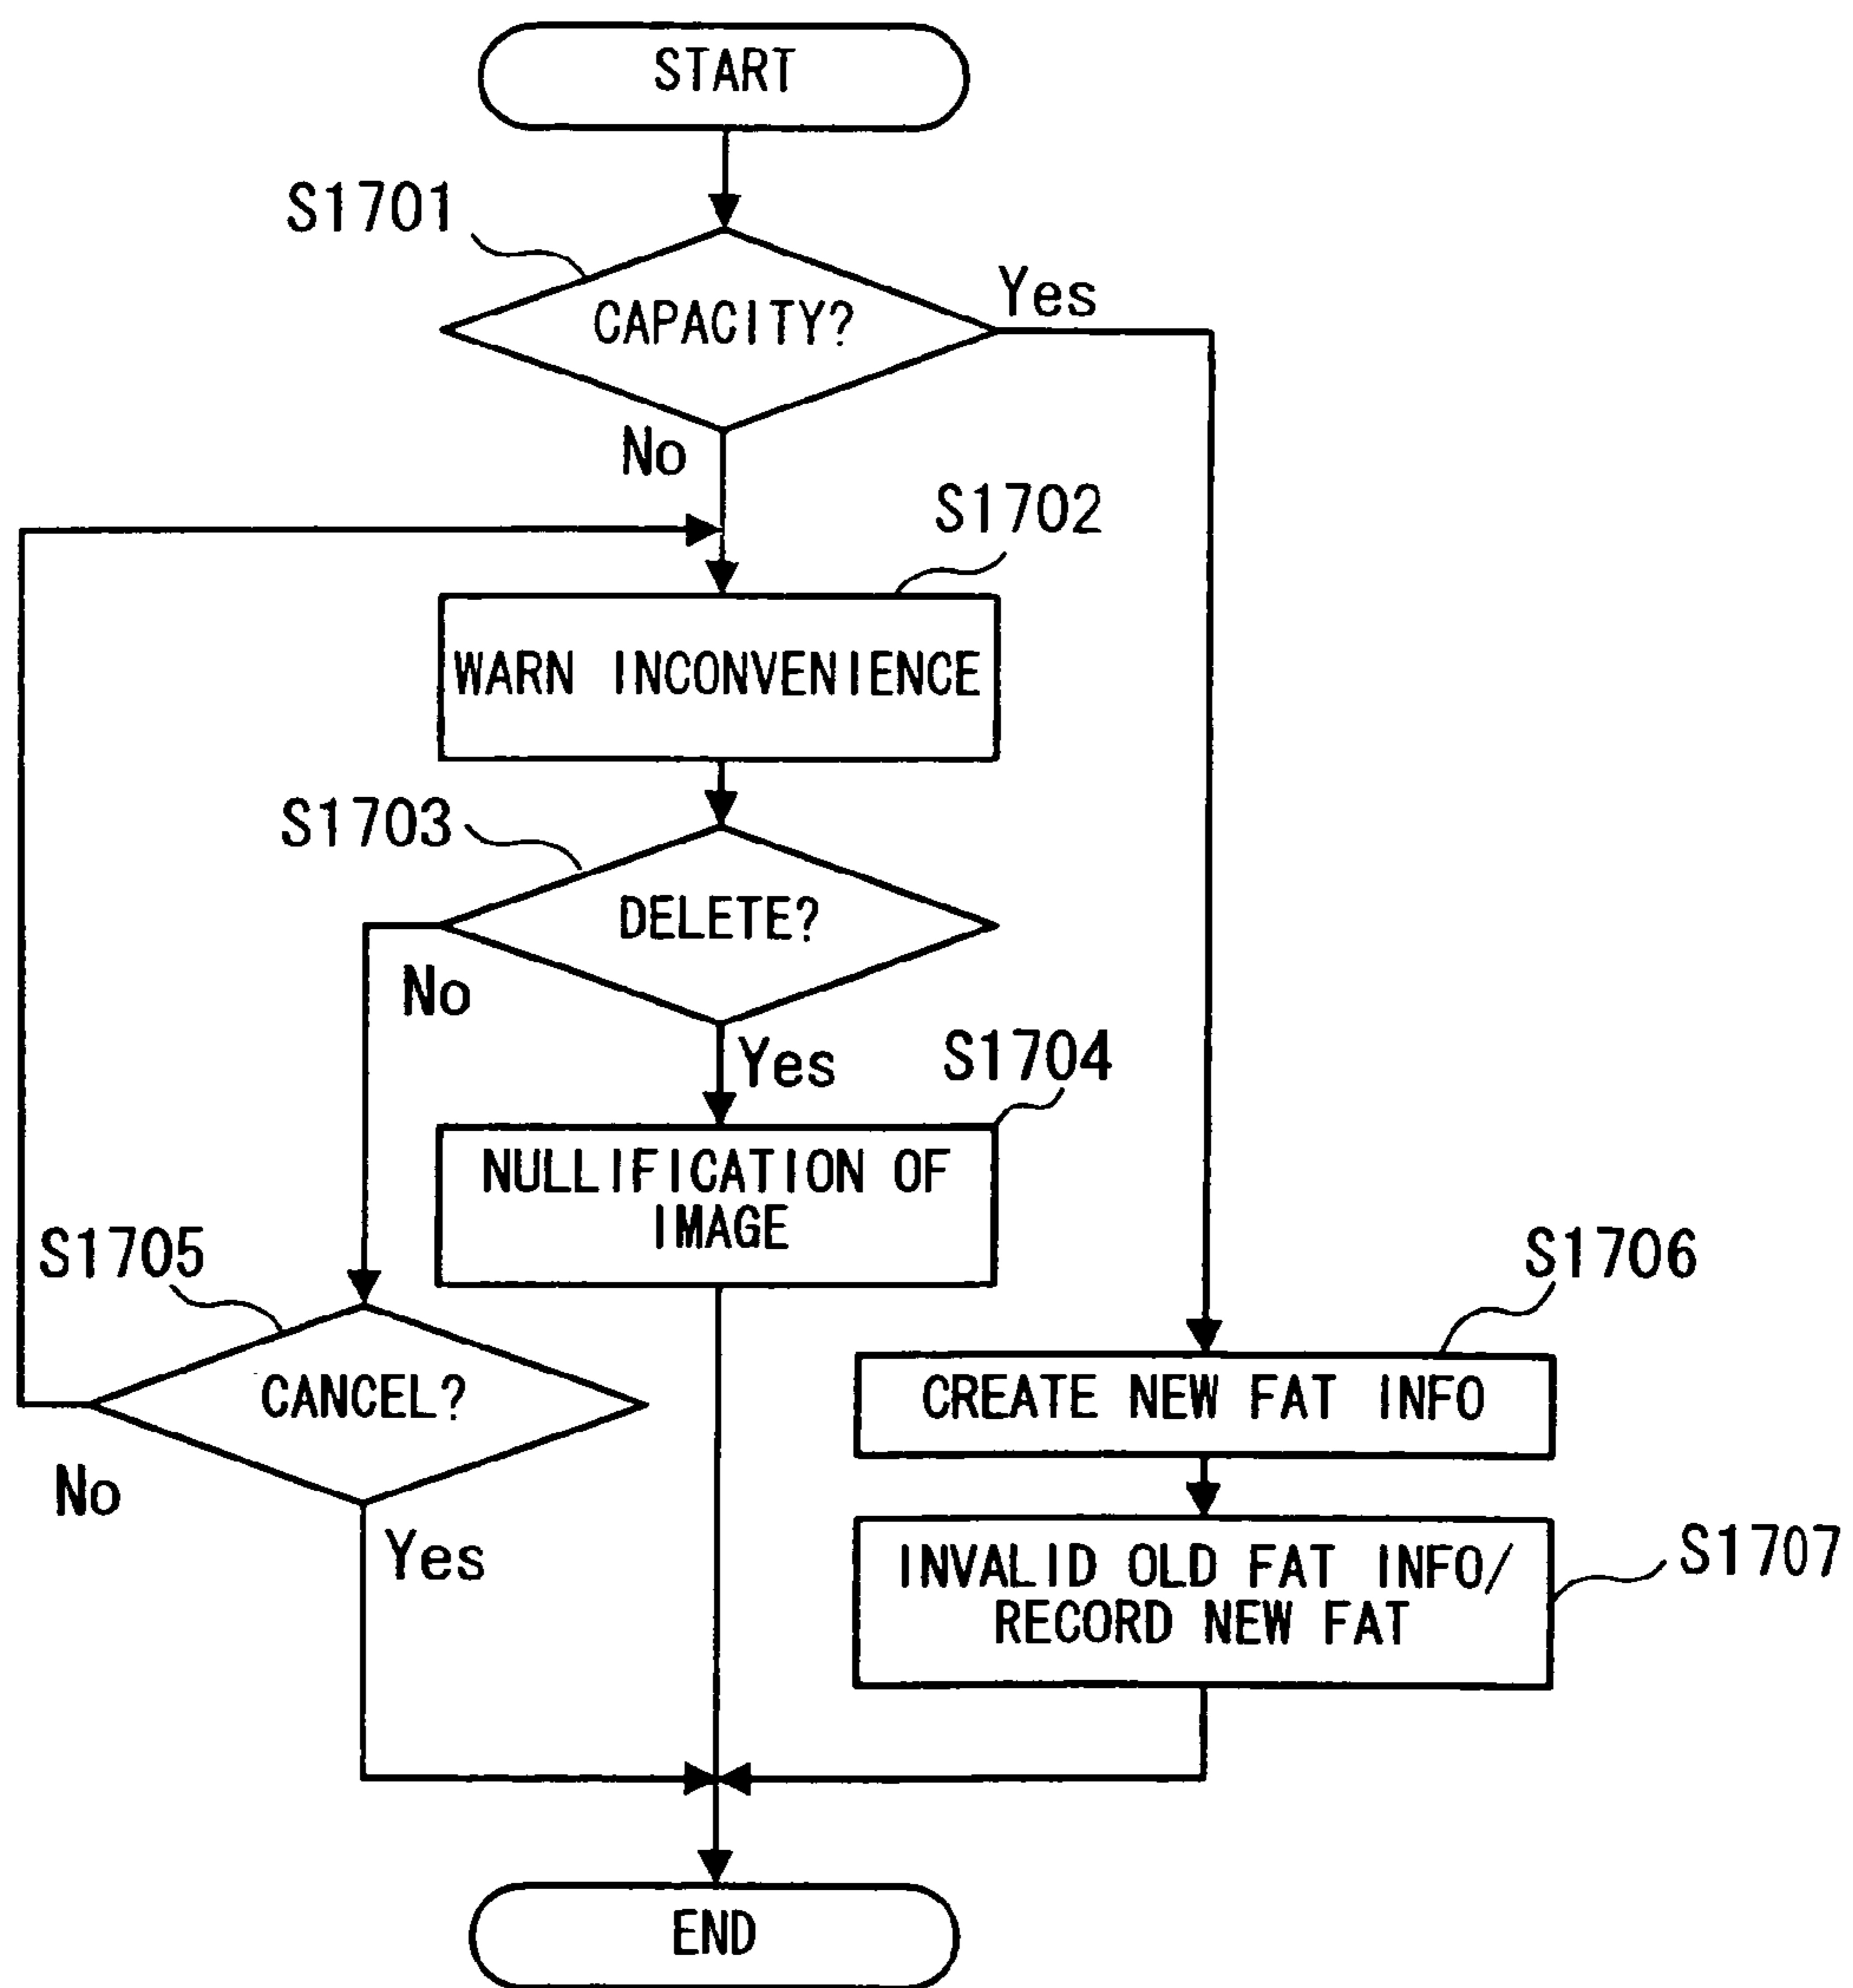 START
S1701
CAPACITY?
Yes
No
S1702
WARN INCONVENIENCE
S1703
DELETE?
No
Yes
S1704
NULLIFICATION OF
IMAGE
S1705
CANCEL?
No
Yes
S1706
CREATE NEW FAT INFO
INVALID OLD FAT INFO/
RECORD NEW FAT
S1707
END